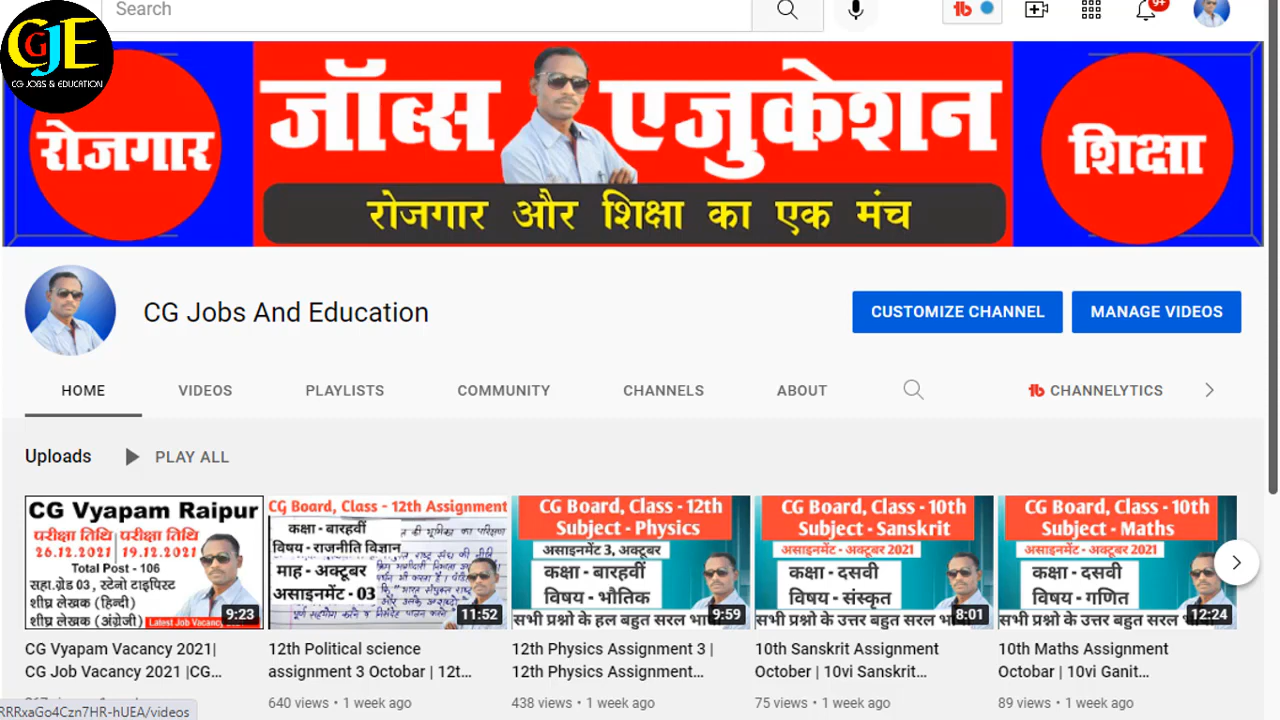 Search
9+
CGJE
CG JOBS & EDUCATION
रोजगार
जॉब्स एजुकेशन
रोजगार और शिक्षा का एक मंच
शिक्षा
CG Jobs And Education
CUSTOMIZE CHANNEL
MANAGE VIDEOS
HOME
VIDEOS
PLAYLISTS
COMMUNITY
CHANNELS
ABOUT
CHANNELYTICS
Uploads
PLAY ALL
CG Vyapam Raipur
परीक्षा तिथि परीक्षा तिथि
26.12.2021 19.12.2021
Total Post - 106
सहा.ग्रेड 03 , स्टेनो टाइपिस्ट
शीघ्र लेखक (हिन्दी)
शीघ्र लेखक (अंग्रेजी)
Latest Job Vacancy
9:23
CG Vyapam Vacancy 2021|
CG Job Vacancy 2021 |CG...
CG Board, Class - 12th Assignment
कक्षा - बारहवीं
विषय - राजनीति विज्ञान
माह - अक्टूबर
असाइनमेंट - 03
11:52
12th Political science
assignment 3 Octobar | 12t...
640 views • 1 week ago
CG Board, Class - 12th
Subject - Physics
असाइनमेंट 3, अक्टूबर
कक्षा - बारहवीं
विषय - भौतिक
सभी प्रश्नो के हल बहुत सरल
9:59
12th Physics Assignment 3 |
12th Physics Assignment...
438 views • 1 week ago
CG Board, Class - 10th
Subject - Sanskrit
असाइनमेंट - अक्टूबर 2021
कक्षा - दसवी
विषय - संस्कृत
सभी प्रश्नो के उत्तर बहुत सरल
8:01
10th Sanskrit Assignment
October | 10vi Sanskrit...
75 views • 1 week ago
CG Board, Class - 10th
Subject - Maths
असाइनमेंट - अक्टूबर 2021
कक्षा - दसवी
विषय - गणित
सभी प्रश्नो के उत्तर बहुत सरल
12:24
10th Maths Assignment
Octobar | 10vi Ganit...
89 views • 1 week ago
RRRxaGo4Czn7HR-hUEA/videos